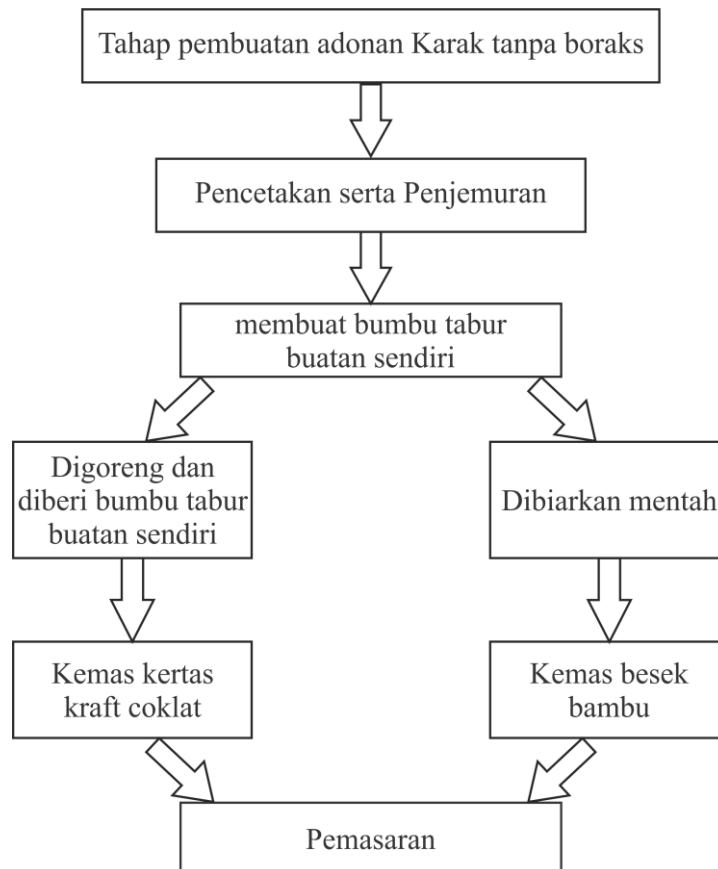 Tahap pembuatan adonan Karak tanpa boraks
Pencetakan serta Penjemuran
membuat bumbu tabur
buatan sendiri
Digoreng dan
diberi bumbu tabur
buatan sendiri
Dibiarkan mentah
Kemas kertas
kraft coklat
Kemas besek
bambu
Pemasaran